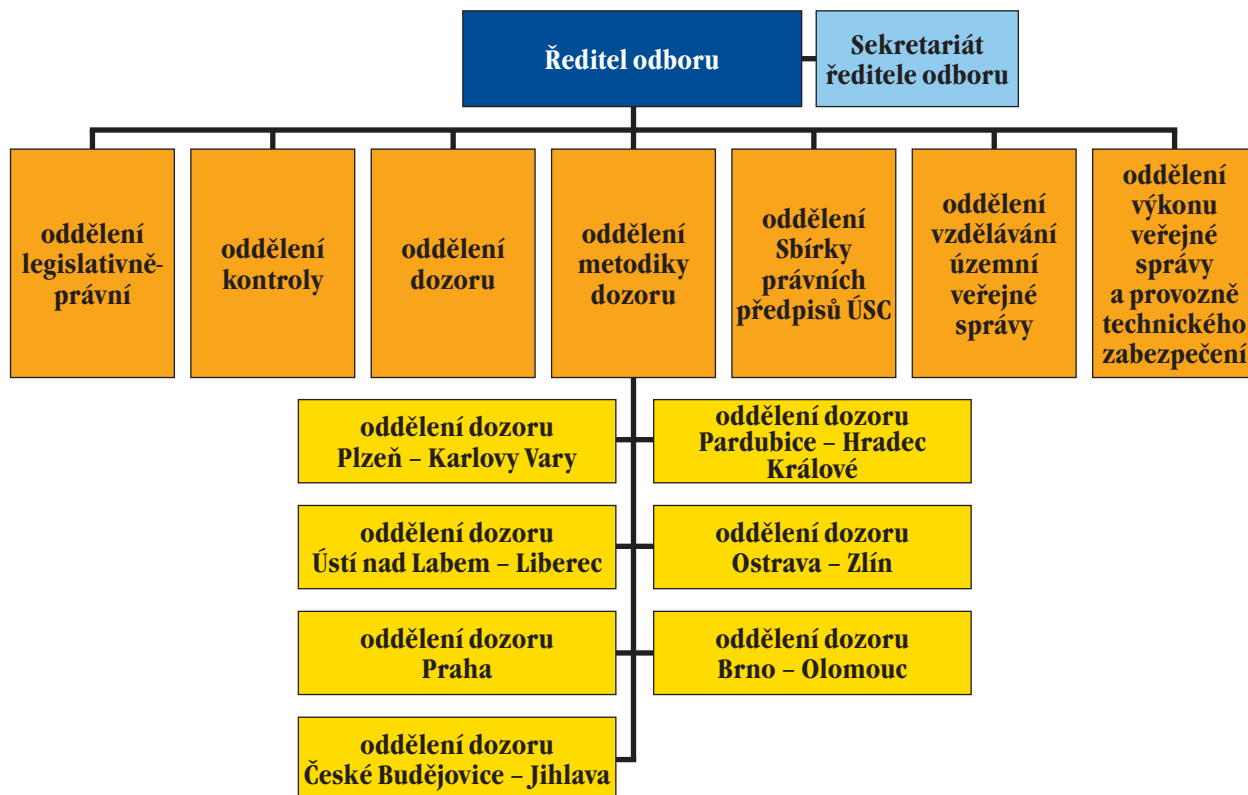 Ředitel odboru
Sekretariát
ředitele odboru
oddělení
legislativně-
právní
oddělení
kontroly
oddělení
dozoru
oddělení
metodiky
dozoru
oddělení
Sbírky
právních
předpisů ÚSC
oddělení
vzdělávání
územní
veřejné
správy
oddělení
výkonu
veřejné
správy
a provozně
technického
zabezpečení
oddělení dozoru
Plzeň – Karlovy Vary
oddělení dozoru
Pardubice – Hradec
Králové
oddělení dozoru
Ústí nad Labem – Liberec
oddělení dozoru
Ostrava – Zlín
oddělení dozoru
Praha
oddělení dozoru
Brno – Olomouc
oddělení dozoru
České Budějovice – Jihlava